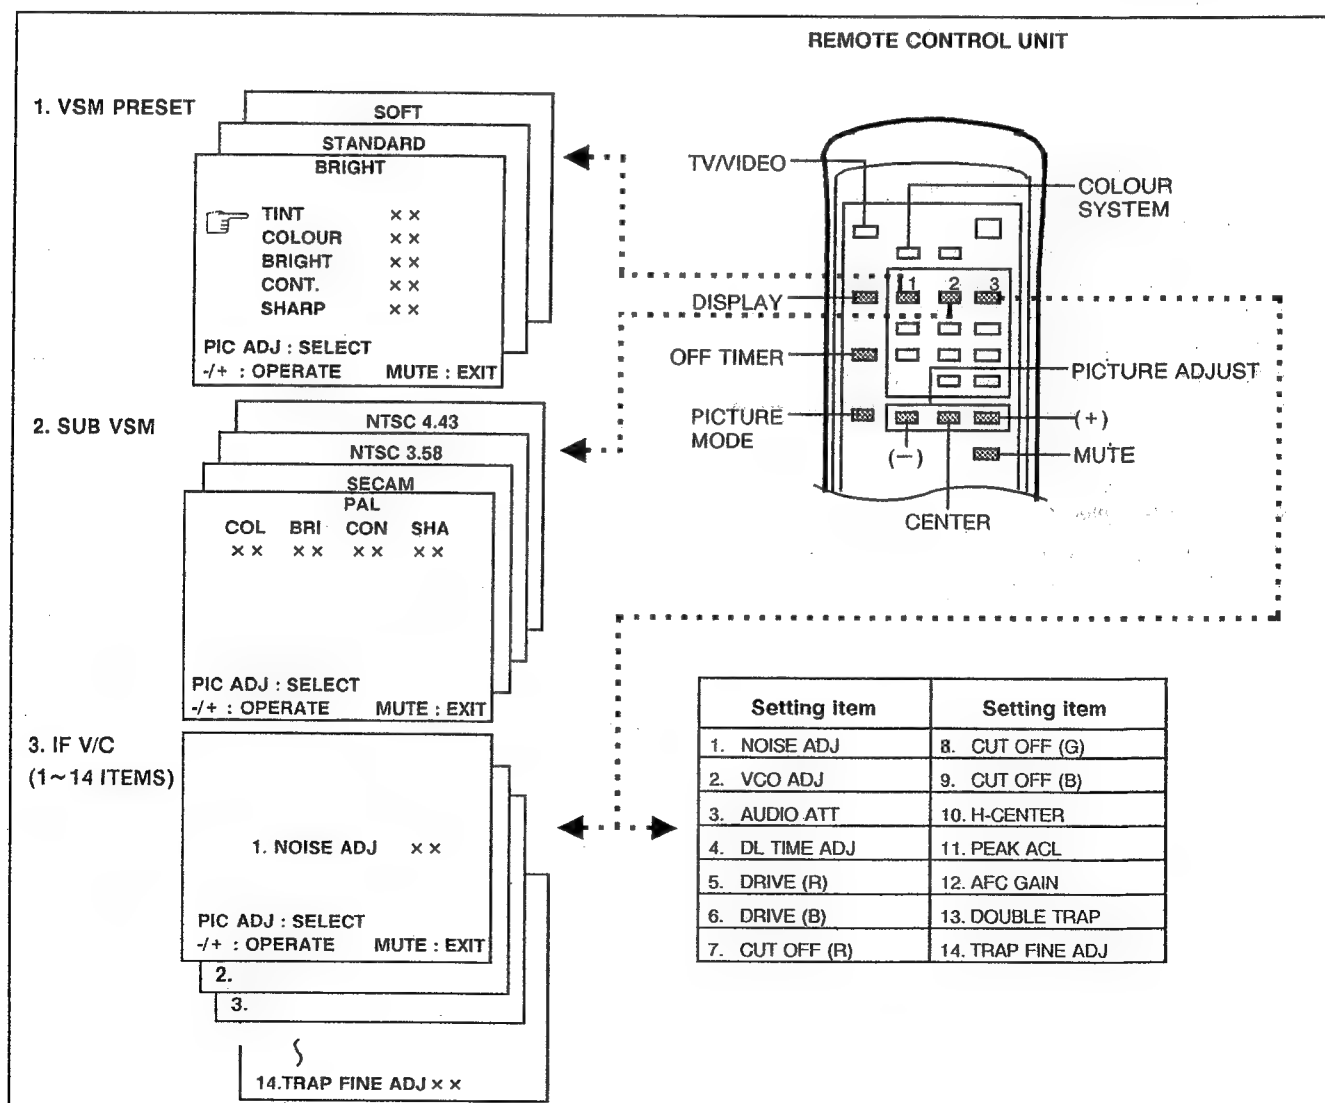 REMOTE CONTROL UNIT
1. VSM PRESET
SOFT
STANDARD
BRIGHT
TINT ××
COLOUR ××
BRIGHT ××
CONT. ××
SHARP ××
PIC ADJ : SELECT
-/+ : OPERATE MUTE : EXIT
2. SUB VSM
NTSC 4.43
NTSC 3.58
SECAM
PAL
COL BRI CON SHA
×× ×× ×× ××
PIC ADJ : SELECT
-/+ : OPERATE MUTE : EXIT
3. IF V/C
(1~14 ITEMS)
1. NOISE ADJ ××
PIC ADJ : SELECT
-/+ : OPERATE MUTE : EXIT
2.
3.
14.TRAP FINE ADJ ××
TV/VIDEO
COLOUR
SYSTEM
1 2 3
DISPLAY
OFF TIMER
PICTURE ADJUST
PICTURE
MODE
(−)
(+)
MUTE
CENTER
Setting item Setting item
1. NOISE ADJ 8. CUT OFF (G)
2. VCO ADJ 9. CUT OFF (B)
3. AUDIO ATT 10. H-CENTER
4. DL TIME ADJ 11. PEAK ACL
5. DRIVE (R) 12. AFC GAIN
6. DRIVE (B) 13. DOUBLE TRAP
7. CUT OFF (R) 14. TRAP FINE ADJ